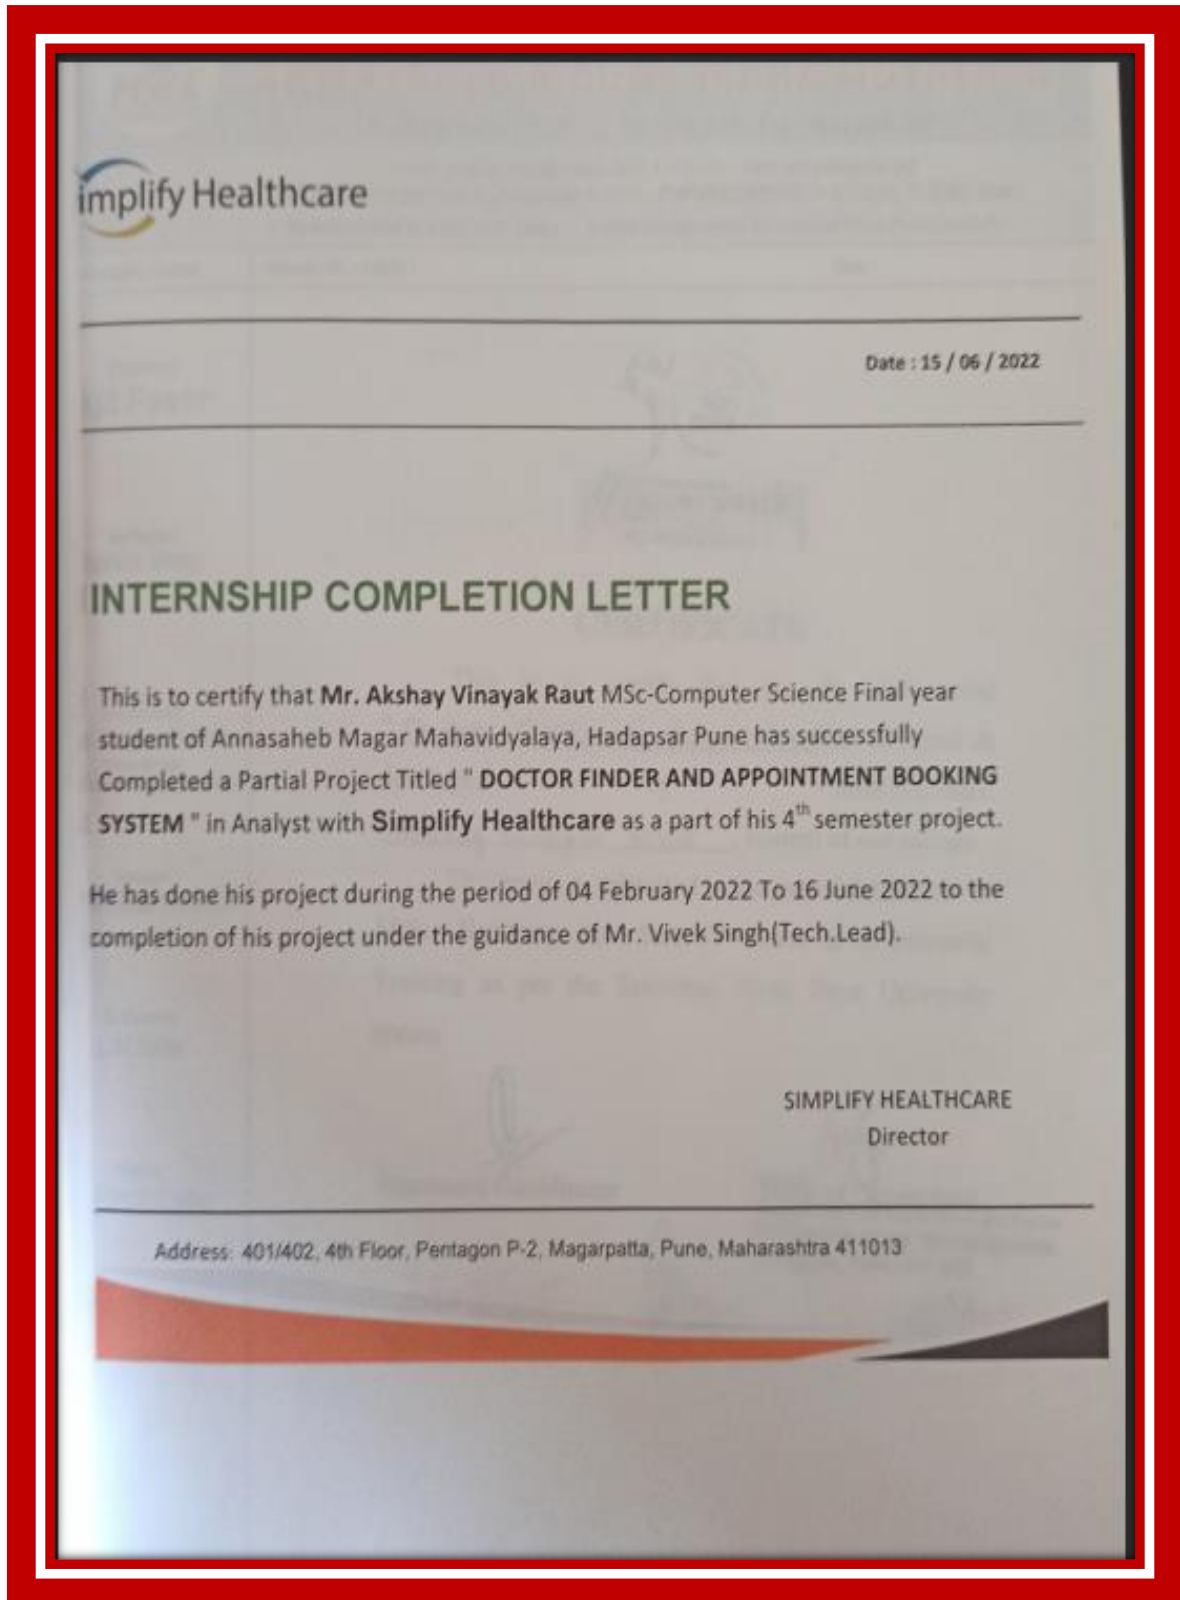 implify Healthcare
Date : 15 / 06 / 2022
INTERNSHIP COMPLETION LETTER
This is to certify that Mr. Akshay Vinayak Raut MSc-Computer Science Final year
student of Annasaheb Magar Mahavidyalaya, Hadapsar Pune has successfully
Completed a Partial Project Titled " DOCTOR FINDER AND APPOINTMENT BOOKING
SYSTEM " in Analyst with Simplify Healthcare as a part of his 4th semester project.
He has done his project during the period of 04 February 2022 To 16 June 2022 to the
completion of his project under the guidance of Mr. Vivek Singh(Tech.Lead).
SIMPLIFY HEALTHCARE
Director
Address: 401/402, 4th Floor, Pentagon P-2, Magarpatta, Pune, Maharashtra 411013